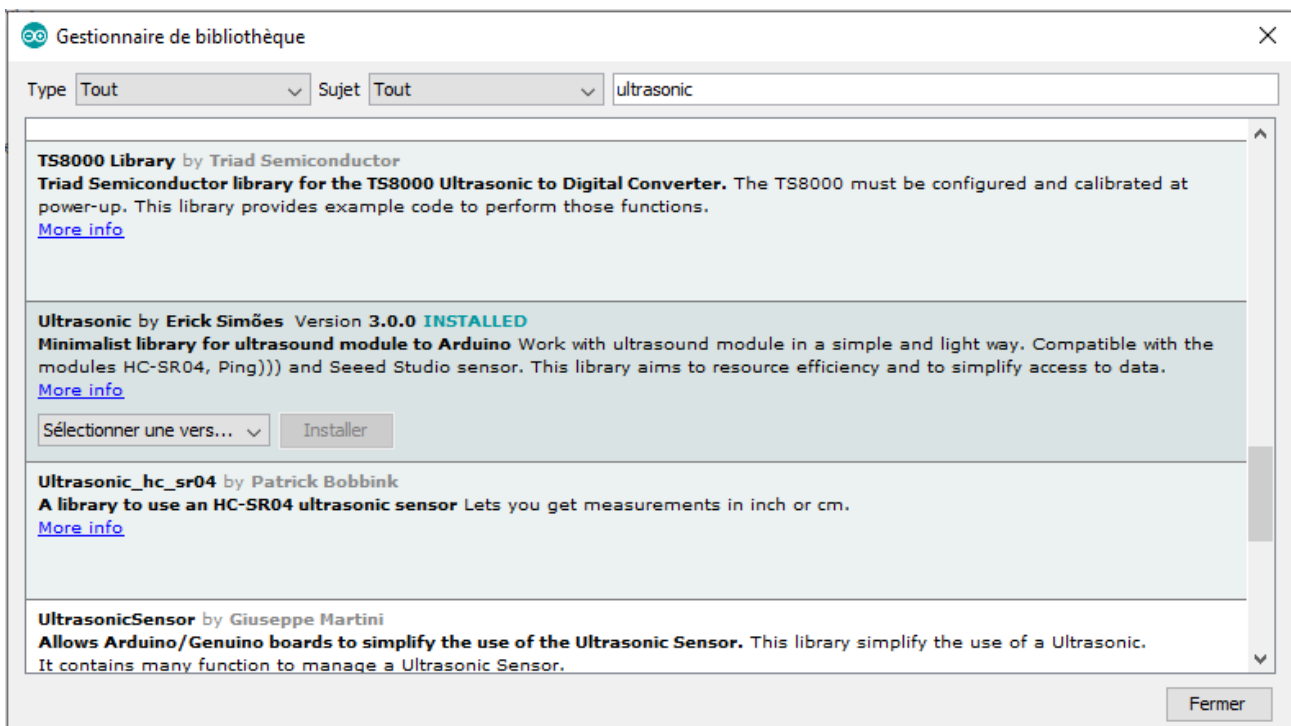 Gestionnaire de bibliothèque
Type Tout Sujet Tout ultrasonic
TS8000 Library by Triad Semiconductor
Triad Semiconductor library for the TS8000 Ultrasonic to Digital Converter. The TS8000 must be configured and calibrated at
power-up. This library provides example code to perform those functions.
More info
Ultrasonic by Erick Simões Version 3.0.0 INSTALLED
Minimalist library for ultrasound module to Arduino Work with ultrasound module in a simple and light way. Compatible with the
modules HC-SR04, Ping))) and Seeed Studio sensor. This library aims to resource efficiency and to simplify access to data.
More info
Sélectionner une vers... Installer
Ultrasonic_hc_sr04 by Patrick Bobbink
A library to use an HC-SR04 ultrasonic sensor Lets you get measurements in inch or cm.
More info
UltrasonicSensor by Giuseppe Martini
Allows Arduino/Genuino boards to simplify the use of the Ultrasonic Sensor. This library simplify the use of a Ultrasonic.
It contains many function to manage a Ultrasonic Sensor.
Fermer